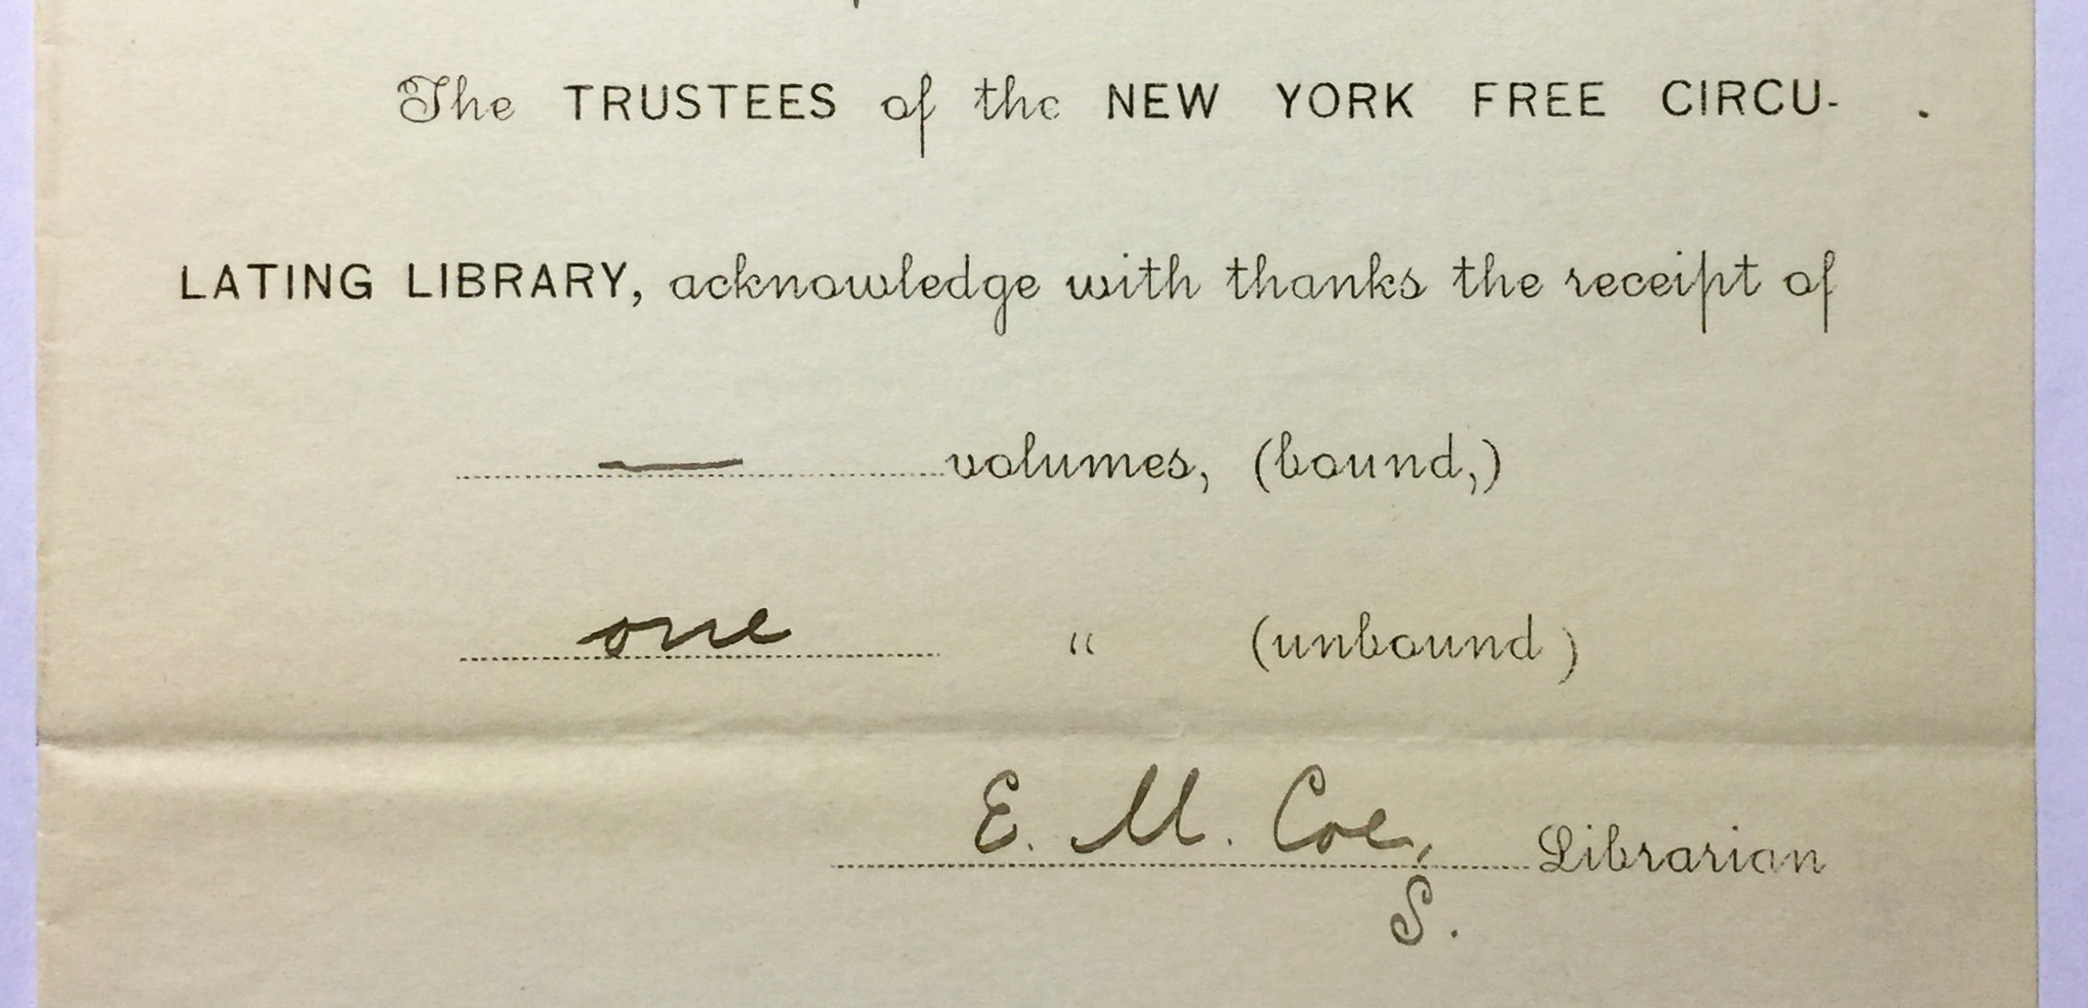 The TRUSTEES of the NEW YORK FREE CIRCU-
LATING LIBRARY, acknowledge with thanks the receipt of
— volumes, (bound,)
one " (unbound)
E. M. Coe, Librarian
S.